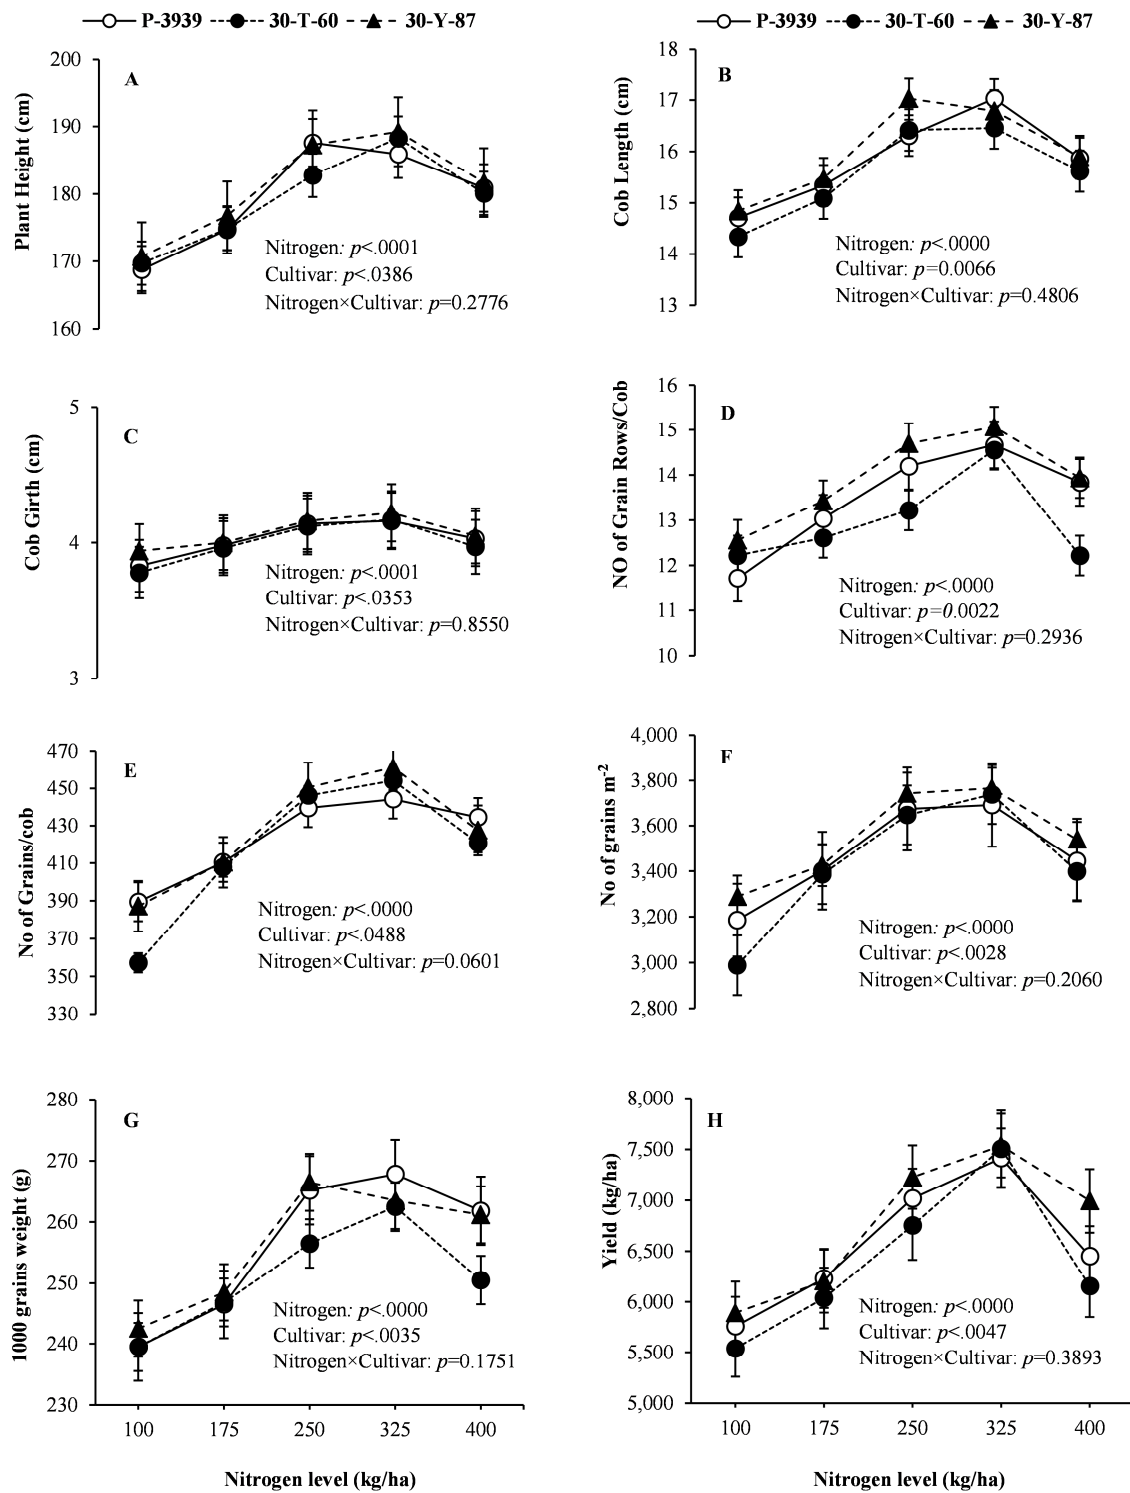 P-3939 30-T-60 30-Y-87
P-3939 30-T-60 30-Y-87
A
Plant Height (cm)
200
190
180
170
160
Nitrogen: p<.0001
Cultivar: p<.0386
Nitrogen×Cultivar: p=0.2776
B
Cob Length (cm)
18
17
16
15
14
13
Nitrogen: p<.0000
Cultivar: p=0.0066
Nitrogen×Cultivar: p=0.4806
C
Cob Girth (cm)
5
4
3
Nitrogen: p<.0001
Cultivar: p<.0353
Nitrogen×Cultivar: p=0.8550
D
NO of Grain Rows/Cob
16
15
14
13
12
11
10
Nitrogen: p<.0000
Cultivar: p=0.0022
Nitrogen×Cultivar: p=0.2936
E
No of Grains/cob
470
450
430
410
390
370
350
330
Nitrogen: p<.0000
Cultivar: p<.0488
Nitrogen×Cultivar: p=0.0601
F
No of grains m-2
4,000
3,800
3,600
3,400
3,200
3,000
2,800
Nitrogen: p<.0000
Cultivar: p<.0028
Nitrogen×Cultivar: p=0.2060
G
1000 grains weight (g)
280
270
260
250
240
230
Nitrogen: p<.0000
Cultivar: p<.0035
Nitrogen×Cultivar: p=0.1751
100 175 250 325 400
Nitrogen level (kg/ha)
H
Yield (kg/ha)
8,000
7,500
7,000
6,500
6,000
5,500
5,000
Nitrogen: p<.0000
Cultivar: p<.0047
Nitrogen×Cultivar: p=0.3893
100 175 250 325 400
Nitrogen level (kg/ha)